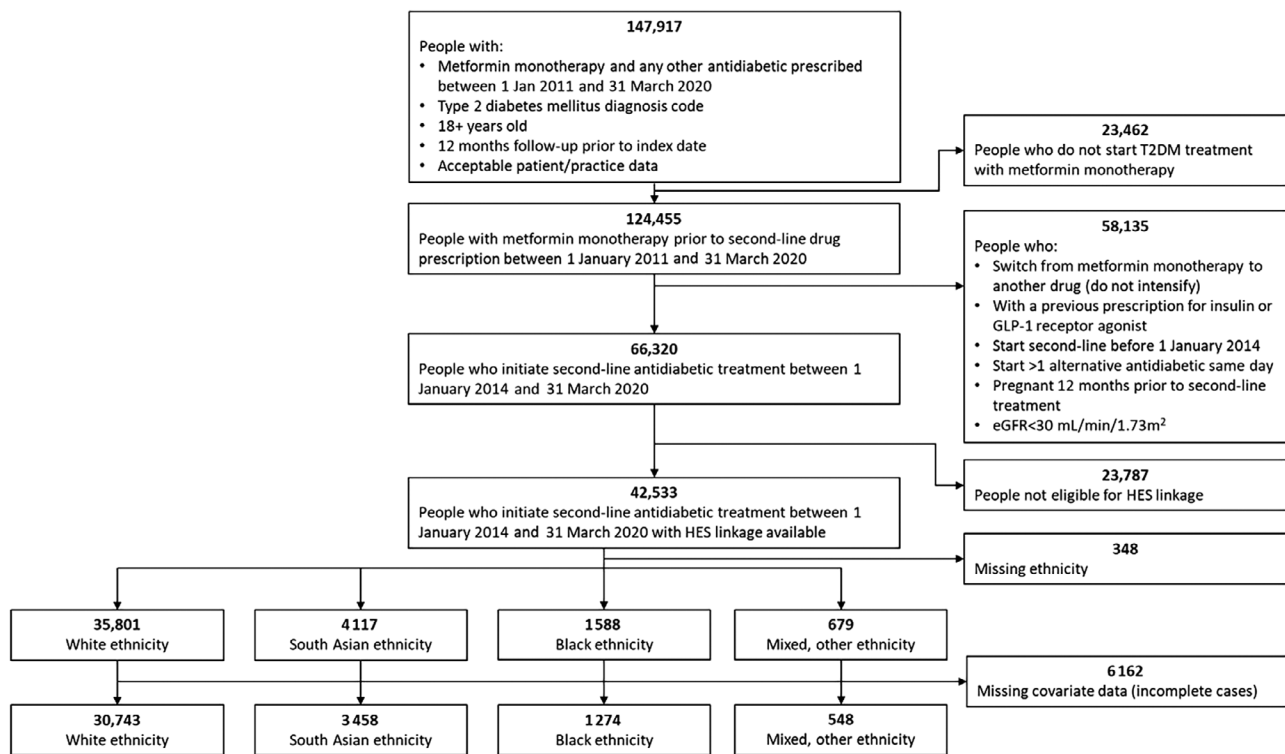 147,917
People with:
• Metformin monotherapy and any other antidiabetic prescribed
between 1 Jan 2011 and 31 March 2020
• Type 2 diabetes mellitus diagnosis code
• 18+ years old
• 12 months follow-up prior to index date
• Acceptable patient/practice data
23,462
People who do not start T2DM treatment
with metformin monotherapy
124,455
People with metformin monotherapy prior to second-line drug
prescription between 1 January 2011 and 31 March 2020
58,135
People who:
• Switch from metformin monotherapy to
another drug (do not intensify)
• With a previous prescription for insulin or
GLP-1 receptor agonist
• Start second-line before 1 January 2014
• Start >1 alternative antidiabetic same day
• Pregnant 12 months prior to second-line
treatment
• eGFR<30 mL/min/1.73m²
66,320
People who initiate second-line antidiabetic treatment between 1
January 2014 and 31 March 2020
23,787
People not eligible for HES linkage
42,533
People who initiate second-line antidiabetic treatment between 1
January 2014 and 31 March 2020 with HES linkage available
348
Missing ethnicity
35,801
White ethnicity
4 117
South Asian ethnicity
1 588
Black ethnicity
679
Mixed, other ethnicity
6 162
Missing covariate data (incomplete cases)
30,743
White ethnicity
3 458
South Asian ethnicity
1 274
Black ethnicity
548
Mixed, other ethnicity